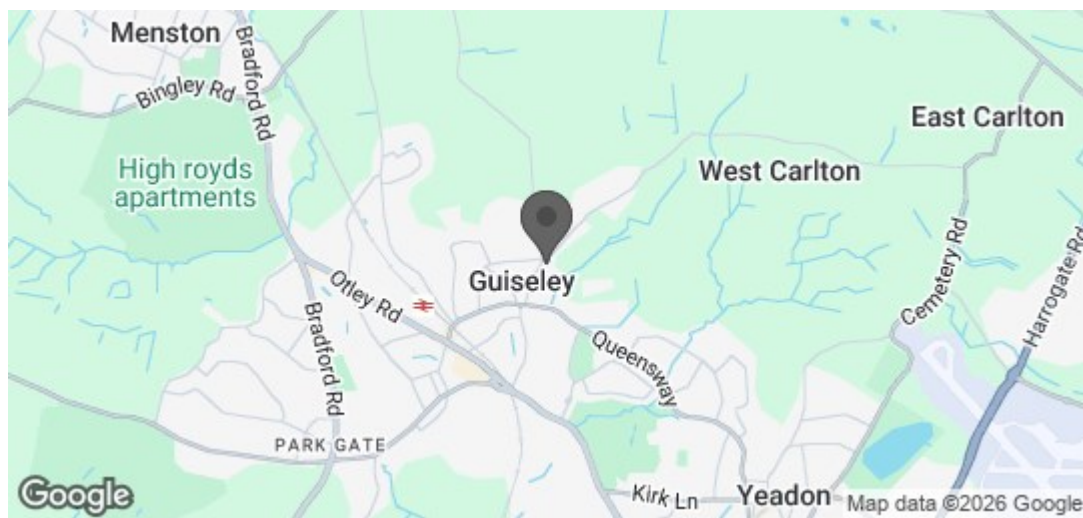 Menston
Bradford Rd
Bingley Rd
East Carlton
High royds
apartments
West Carlton
Cemetery Rd
Harrogate Rd
Guiseley
Otley Rd
Bradford Rd
Queensway
PARK GATE
Kirk Ln
Yeadon
Google
Map data ©2026 Google